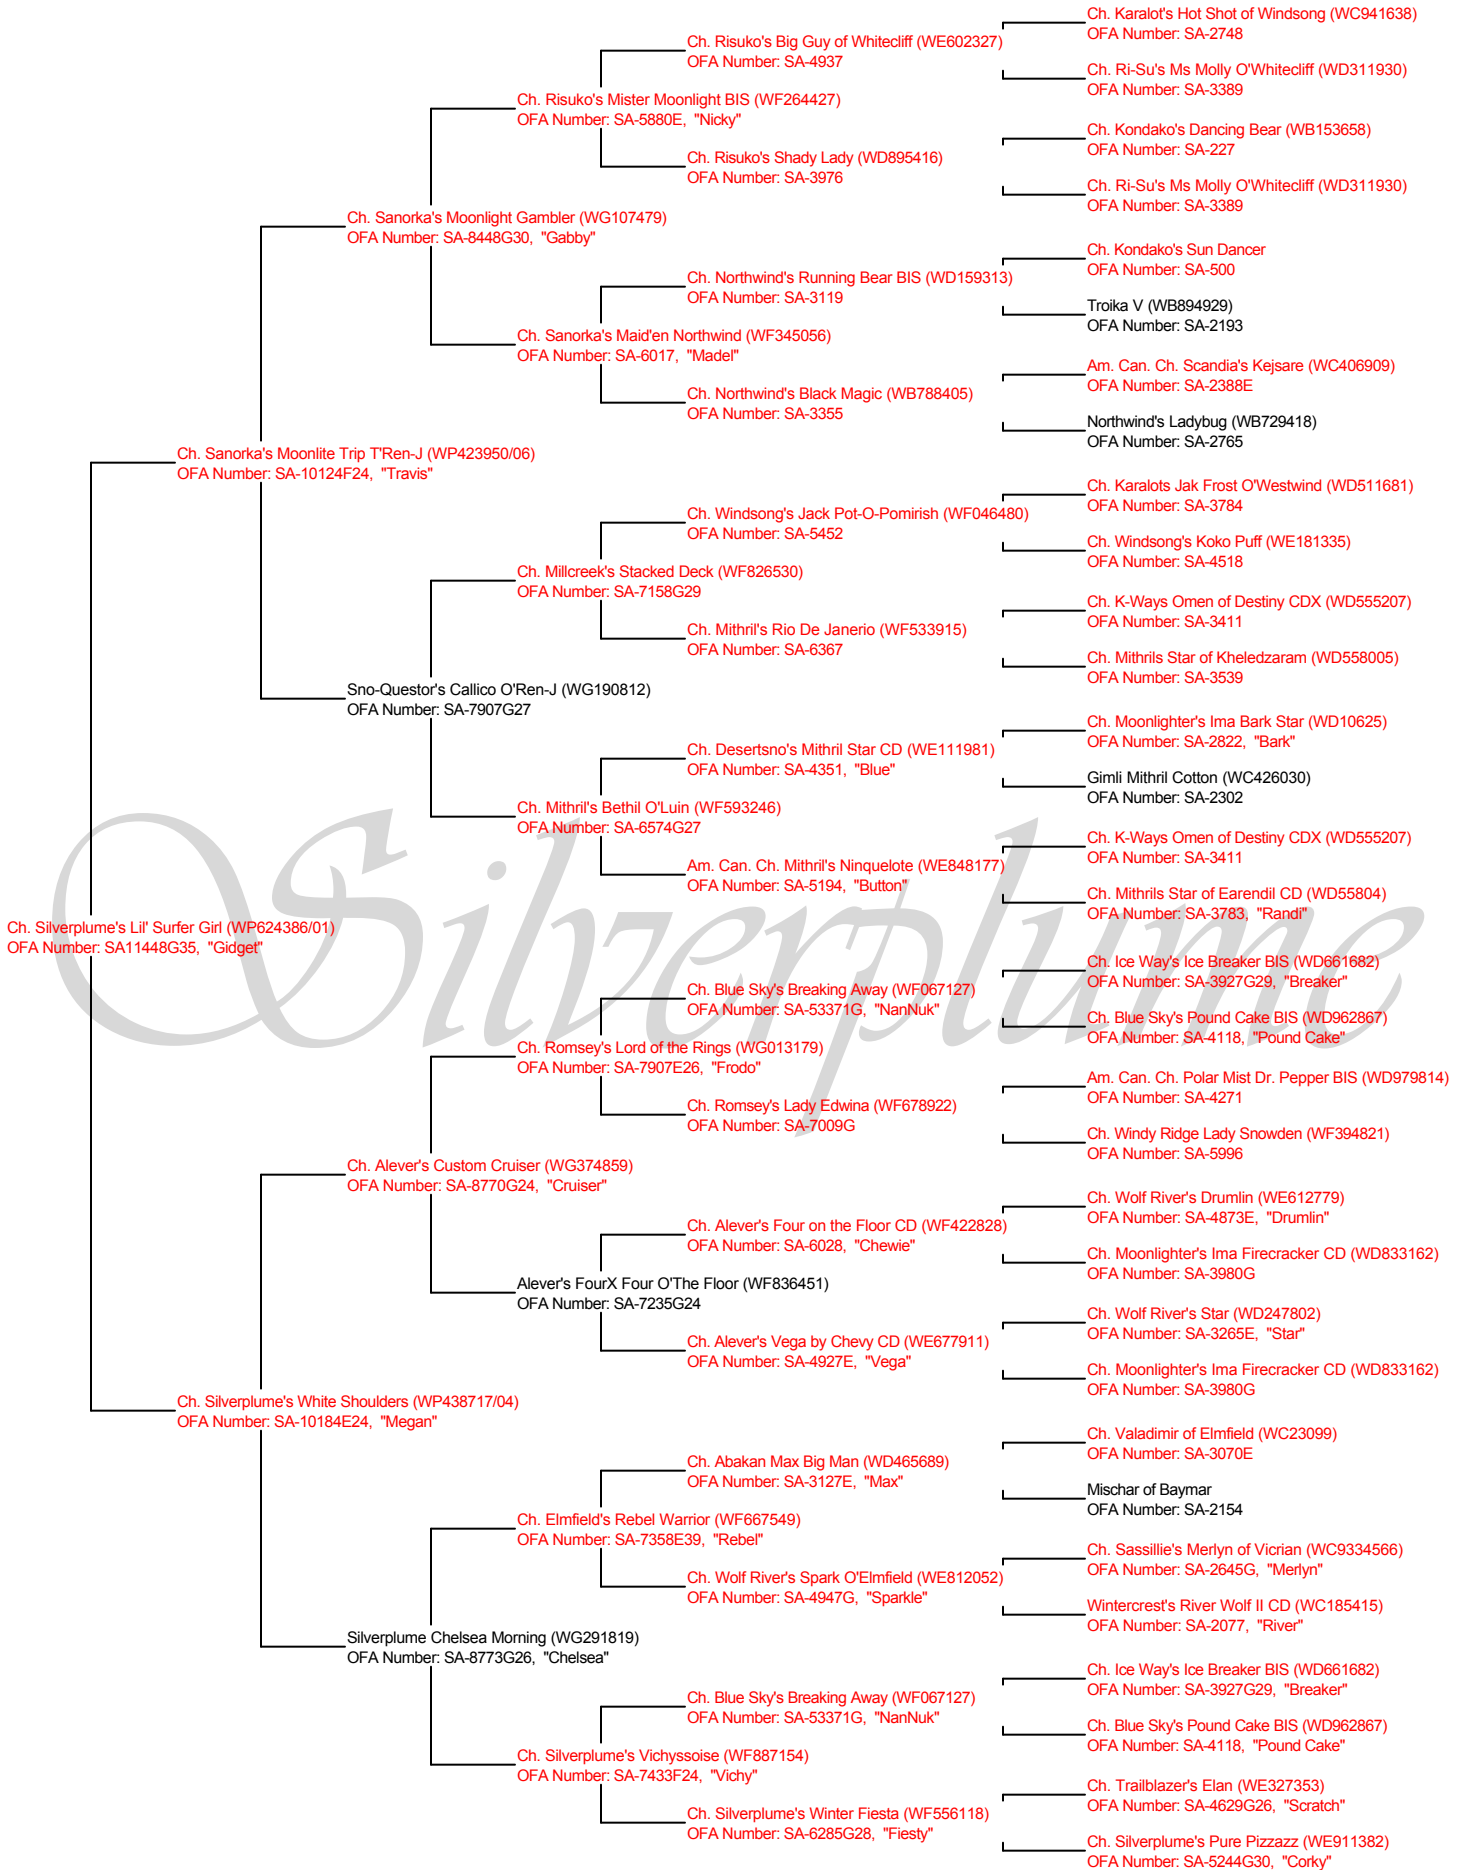 Ch. Karalot's Hot Shot of Windsong (WC941638)
OFA Number: SA-2748
Ch. Risuko's Big Guy of Whitecliff (WE602327)
OFA Number: SA-4937
Ch. Ri-Su's Ms Molly O'Whitecliff (WD311930)
OFA Number: SA-3389
Ch. Risuko's Mister Moonlight BIS (WF264427)
OFA Number: SA-5880E, "Nicky"
Ch. Kondako's Dancing Bear (WB153658)
OFA Number: SA-227
Ch. Risuko's Shady Lady (WD895416)
OFA Number: SA-3976
Ch. Ri-Su's Ms Molly O'Whitecliff (WD311930)
OFA Number: SA-3389
Ch. Sanorka's Moonlight Gambler (WG107479)
OFA Number: SA-8448G30, "Gabby"
Ch. Kondako's Sun Dancer
OFA Number: SA-500
Ch. Northwind's Running Bear BIS (WD159313)
OFA Number: SA-3119
Troika V (WB894929)
OFA Number: SA-2193
Ch. Sanorka's Maid'en Northwind (WF345056)
OFA Number: SA-6017, "Madel"
Am. Can. Ch. Scandia's Kejsare (WC406909)
OFA Number: SA-2388E
Ch. Northwind's Black Magic (WB788405)
OFA Number: SA-3355
Northwind's Ladybug (WB729418)
OFA Number: SA-2765
Ch. Sanorka's Moonlite Trip T'Ren-J (WP423950/06)
OFA Number: SA-10124F24, "Travis"
Ch. Karalots Jak Frost O'Westwind (WD511681)
OFA Number: SA-3784
Ch. Windsong's Jack Pot-O-Pomirish (WF046480)
OFA Number: SA-5452
Ch. Windsong's Koko Puff (WE181335)
OFA Number: SA-4518
Ch. Millcreek's Stacked Deck (WF826530)
OFA Number: SA-7158G29
Ch. K-Ways Omen of Destiny CDX (WD555207)
OFA Number: SA-3411
Ch. Mithril's Rio De Janerio (WF533915)
OFA Number: SA-6367
Ch. Mithrils Star of Kheledzaram (WD558005)
OFA Number: SA-3539
Sno-Questor's Callico O'Ren-J (WG190812)
OFA Number: SA-7907G27
Ch. Moonlighter's Ima Bark Star (WD10625)
OFA Number: SA-2822, "Bark"
Ch. Desertsno's Mithril Star CD (WE111981)
OFA Number: SA-4351, "Blue"
Gimli Mithril Cotton (WC426030)
OFA Number: SA-2302
Ch. Mithril's Bethil O'Luin (WF593246)
OFA Number: SA-6574G27
Ch. K-Ways Omen of Destiny CDX (WD555207)
OFA Number: SA-3411
Am. Can. Ch. Mithril's Ninquelote (WE848177)
OFA Number: SA-5194, "Button"
Ch. Mithrils Star of Earendil CD (WD55804)
OFA Number: SA-3783, "Randi"
Ch. Silverplume's Lil' Surfer Girl (WP624386/01)
OFA Number: SA11448G35, "Gidget"
Silverplume
Ch. Ice Way's Ice Breaker BIS (WD661682)
OFA Number: SA-3927G29, "Breaker"
Ch. Blue Sky's Breaking Away (WF067127)
OFA Number: SA-53371G, "NanNuk"
Ch. Blue Sky's Pound Cake BIS (WD962867)
OFA Number: SA-4118, "Pound Cake"
Ch. Romsey's Lord of the Rings (WG013179)
OFA Number: SA-7907E26, "Frodo"
Am. Can. Ch. Polar Mist Dr. Pepper BIS (WD979814)
OFA Number: SA-4271
Ch. Romsey's Lady Edwina (WF678922)
OFA Number: SA-7009G
Ch. Windy Ridge Lady Snowden (WF394821)
OFA Number: SA-5996
Ch. Alever's Custom Cruiser (WG374859)
OFA Number: SA-8770G24, "Cruiser"
Ch. Wolf River's Drumlin (WE612779)
OFA Number: SA-4873E, "Drumlin"
Ch. Alever's Four on the Floor CD (WF422828)
OFA Number: SA-6028, "Chewie"
Ch. Moonlighter's Ima Firecracker CD (WD833162)
OFA Number: SA-3980G
Alever's FourX Four O'The Floor (WF836451)
OFA Number: SA-7235G24
Ch. Wolf River's Star (WD247802)
OFA Number: SA-3265E, "Star"
Ch. Alever's Vega by Chevy CD (WE677911)
OFA Number: SA-4927E, "Vega"
Ch. Moonlighter's Ima Firecracker CD (WD833162)
OFA Number: SA-3980G
Ch. Silverplume's White Shoulders (WP438717/04)
OFA Number: SA-10184E24, "Megan"
Ch. Valadimir of Elmfield (WC23099)
OFA Number: SA-3070E
Ch. Abakan Max Big Man (WD465689)
OFA Number: SA-3127E, "Max"
Mischar of Baymar
OFA Number: SA-2154
Ch. Elmfield's Rebel Warrior (WF667549)
OFA Number: SA-7358E39, "Rebel"
Ch. Sassillie's Merlyn of Vicrian (WC9334566)
OFA Number: SA-2645G, "Merlyn"
Ch. Wolf River's Spark O'Elmfield (WE812052)
OFA Number: SA-4947G, "Sparkle"
Wintercrest's River Wolf II CD (WC185415)
OFA Number: SA-2077, "River"
Silverplume Chelsea Morning (WG291819)
OFA Number: SA-8773G26, "Chelsea"
Ch. Ice Way's Ice Breaker BIS (WD661682)
OFA Number: SA-3927G29, "Breaker"
Ch. Blue Sky's Breaking Away (WF067127)
OFA Number: SA-53371G, "NanNuk"
Ch. Blue Sky's Pound Cake BIS (WD962867)
OFA Number: SA-4118, "Pound Cake"
Ch. Silverplume's Vichyssoise (WF887154)
OFA Number: SA-7433F24, "Vichy"
Ch. Trailblazer's Elan (WE327353)
OFA Number: SA-4629G26, "Scratch"
Ch. Silverplume's Winter Fiesta (WF556118)
OFA Number: SA-6285G28, "Fiesty"
Ch. Silverplume's Pure Pizzazz (WE911382)
OFA Number: SA-5244G30, "Corky"